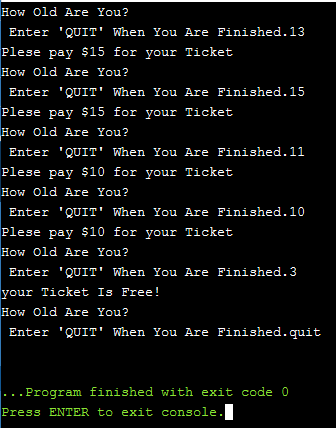 How Old Are You?
Enter 'QUIT' When You Are Finished.13
Plese pay $15 for your Ticket
How Old Are You?
Enter 'QUIT' When You Are Finished.15
Plese pay $15 for your Ticket
How Old Are You?
Enter 'QUIT' When You Are Finished.11
Plese pay $10 for your Ticket
How Old Are You?
Enter 'QUIT' When You Are Finished.10
Plese pay $10 for your Ticket
How Old Are You?
Enter 'QUIT' When You Are Finished.3
your Ticket Is Free!
How Old Are You?
Enter 'QUIT' When You Are Finished.quit
...Program finished with exit code 0
Press ENTER to exit console.